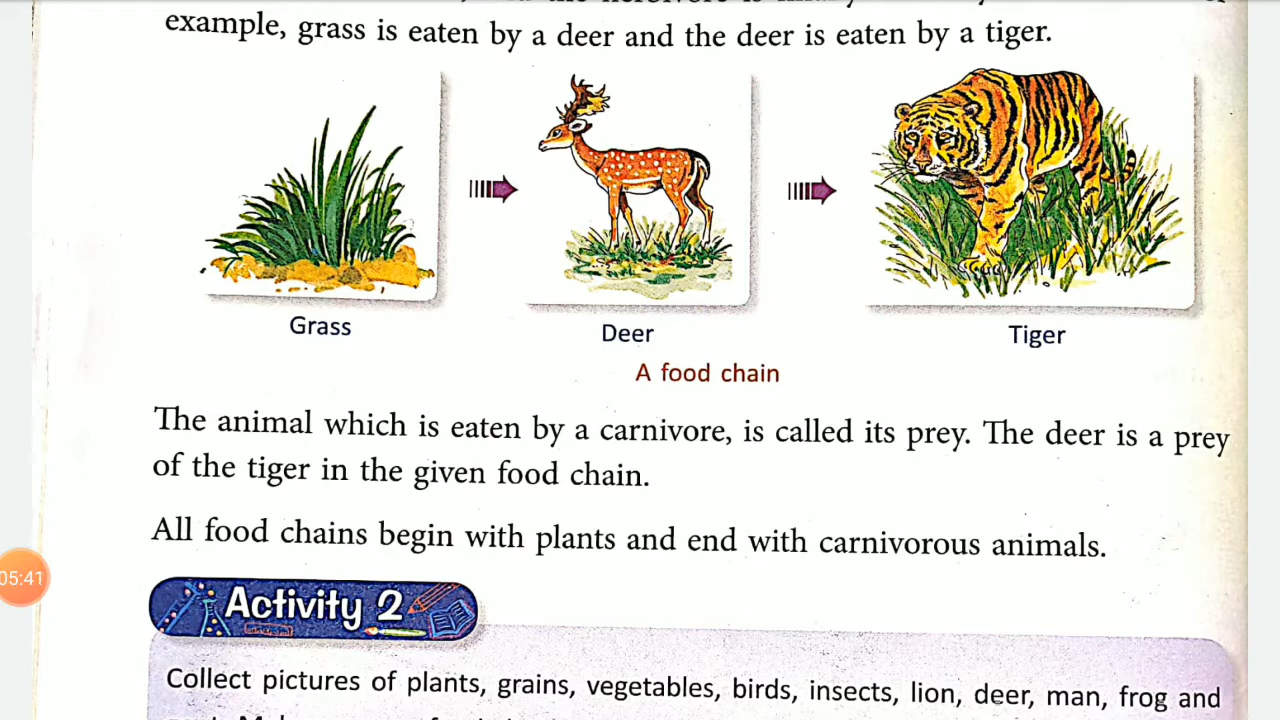 example, grass is eaten by a deer and the deer is eaten by a tiger.
Grass
Deer
Tiger
A food chain
The animal which is eaten by a carnivore, is called its prey. The deer is a prey
of the tiger in the given food chain.
All food chains begin with plants and end with carnivorous animals.
05:41
Activity 2
Collect pictures of plants, grains, vegetables, birds, insects, lion, deer, man, frog and